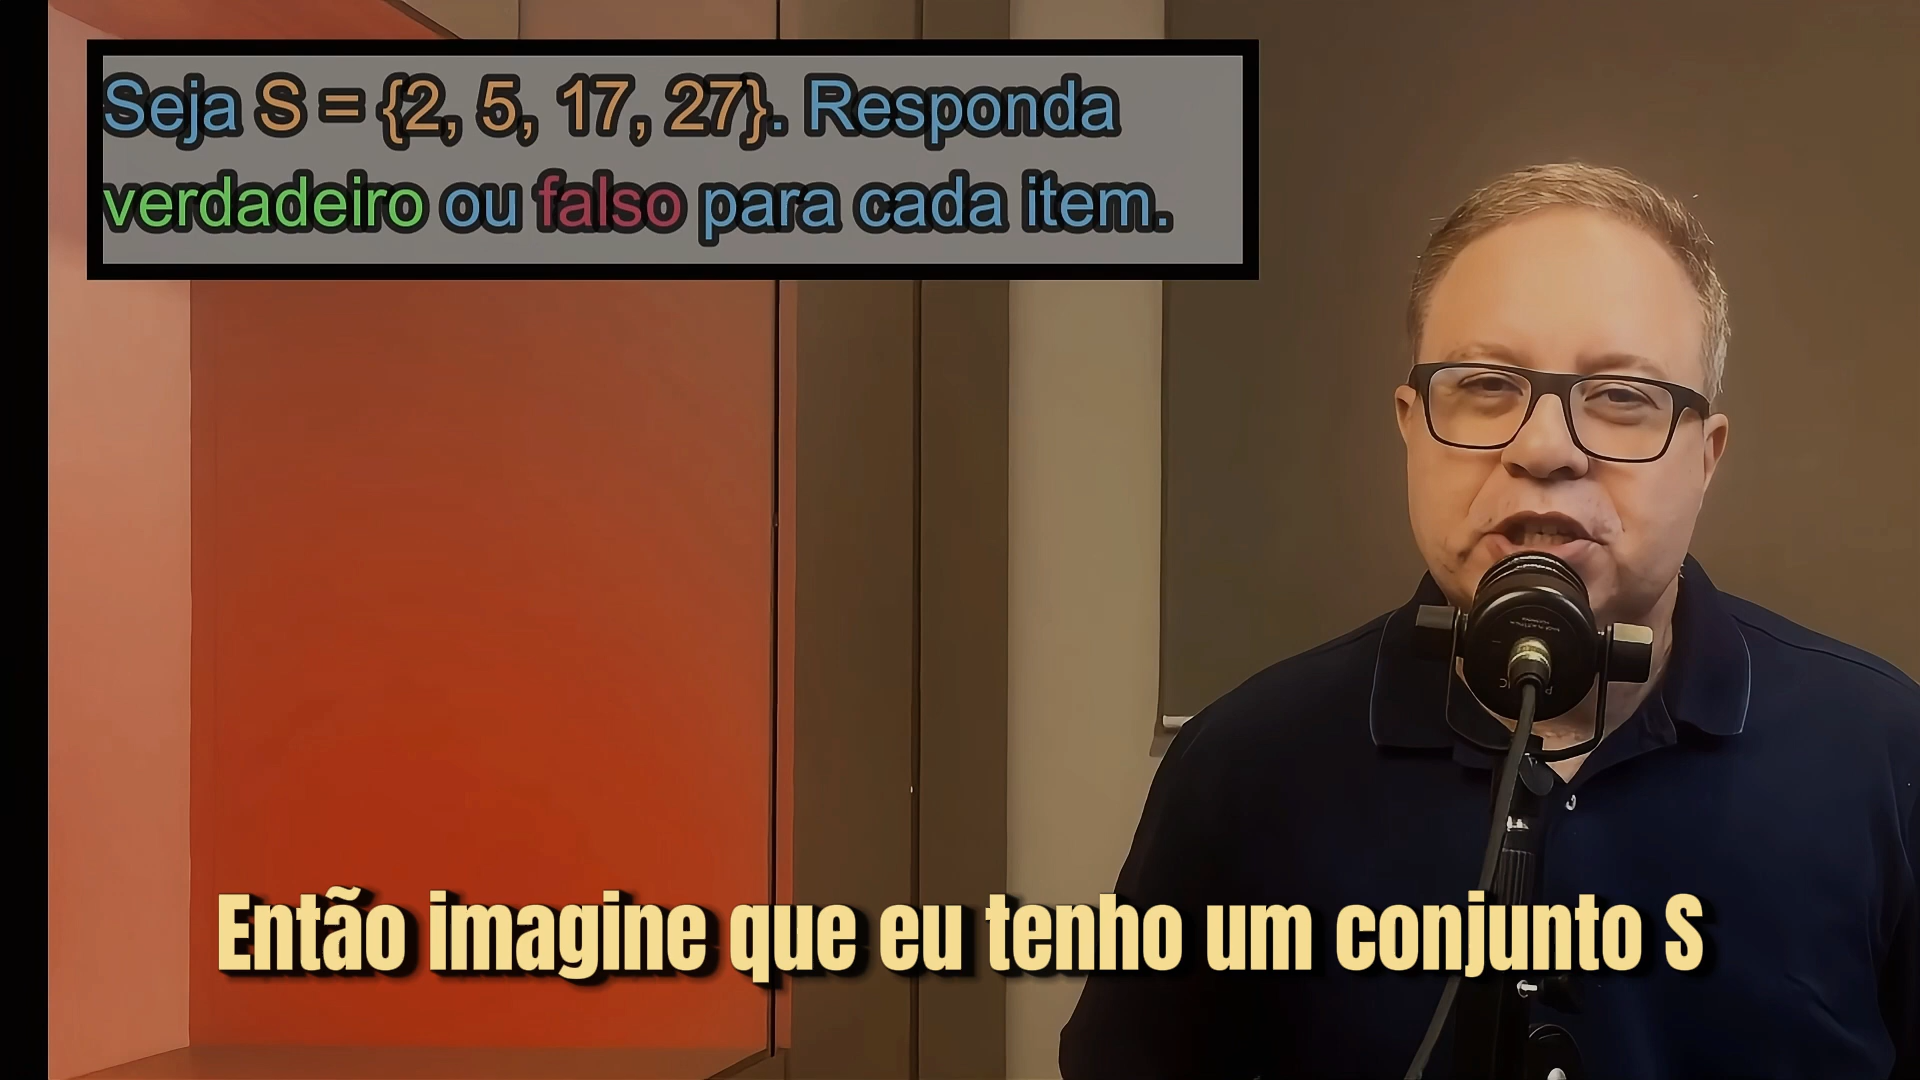 Seja S = {2, 5, 17, 27}. Responda
verdadeiro ou falso para cada item.
Então imagine que eu tenho um conjunto S